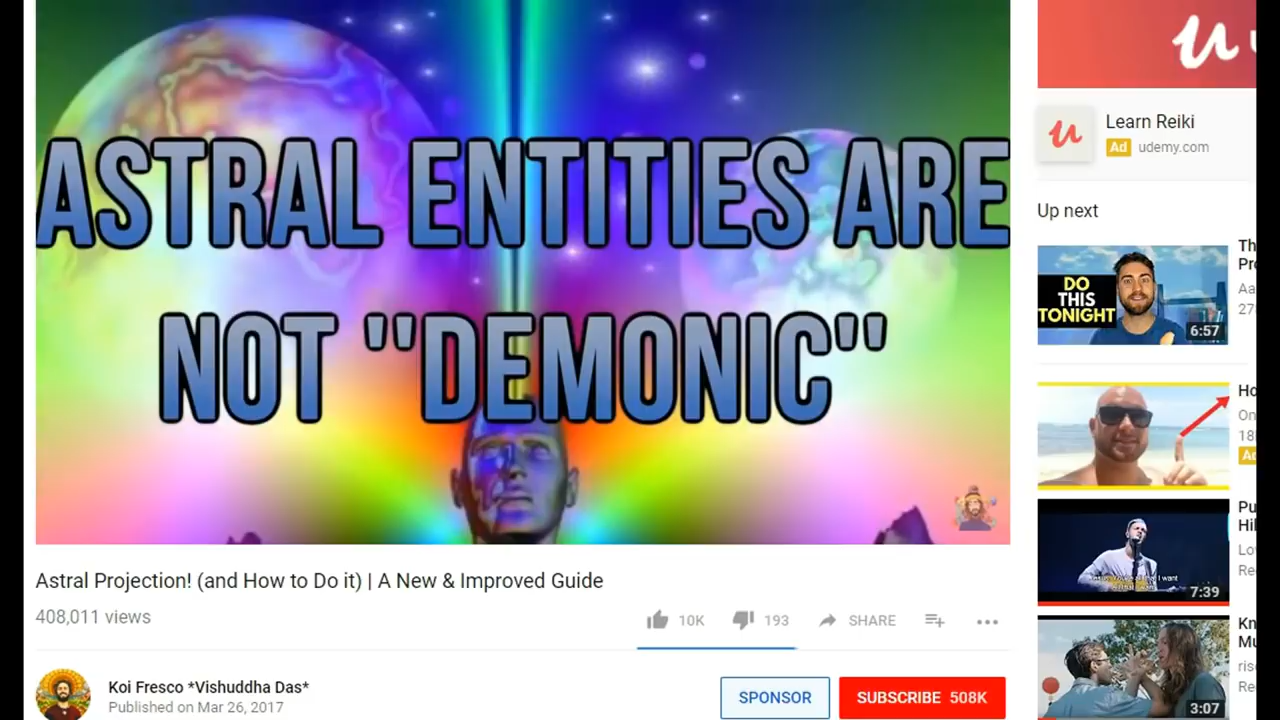 ASTRAL ENTITIES ARE
NOT "DEMONIC"
Astral Projection! (and How to Do it) | A New & Improved Guide
408,011 views
10K
193
SHARE
Koi Fresco *Vishuddha Das*
Published on Mar 26, 2017
SPONSOR
SUBSCRIBE 508K
Learn Reiki
Ad udemy.com
Up next
DO
THIS
TONIGHT
6:57
7:39
3:07